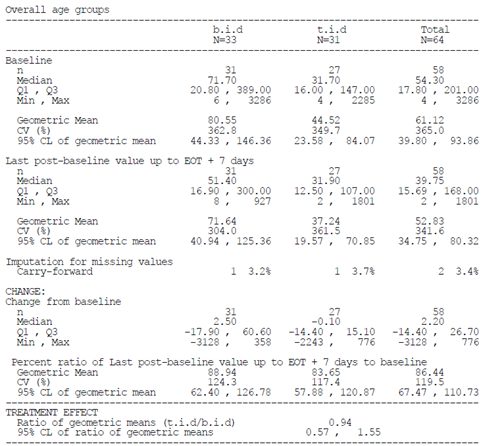 Overall age groups
b.i.d t.i.d Total
N=33 N=31 N=64
Baseline
n 31 27 58
Median 71.70 31.70 54.30
Q1 , Q3 20.80 , 389.00 16.00 , 147.00 17.80 , 201.00
Min , Max 6 , 3286 4 , 2285 4 , 3286
Geometric Mean 80.55 44.52 61.12
CV (%) 362.8 349.7 365.0
95% CL of geometric mean 44.33 , 146.36 23.58 , 84.07 39.80 , 93.86
Last post-baseline value up to EOT + 7 days
n 31 27 58
Median 51.40 31.90 39.75
Q1 , Q3 16.90 , 300.00 12.50 , 107.00 15.69 , 168.00
Min , Max 8 , 927 2 , 1801 2 , 1801
Geometric Mean 71.64 37.24 52.83
CV (%) 304.0 361.5 341.6
95% CL of geometric mean 40.94 , 125.36 19.57 , 70.85 34.75 , 80.32
Imputation for missing values
Carry-forward 1 3.2% 1 3.7% 2 3.4%
CHANGE:
Change from baseline
n 31 27 58
Median 2.50 -0.10 2.20
Q1 , Q3 -17.90 , 60.60 -14.40 , 15.10 -14.40 , 26.70
Min , Max -3128 , 358 -2243 , 776 -3128 , 776
Percent ratio of Last post-baseline value up to EOT + 7 days to baseline
Geometric Mean 88.94 83.65 86.44
CV (%) 124.3 117.4 119.5
95% CL of geometric mean 62.40 , 126.78 57.88 , 120.87 67.47 , 110.73
TREATMENT EFFECT
Ratio of geometric means (t.i.d/b.i.d) 0.94
95% CL of ratio of geometric means 0.57 , 1.55